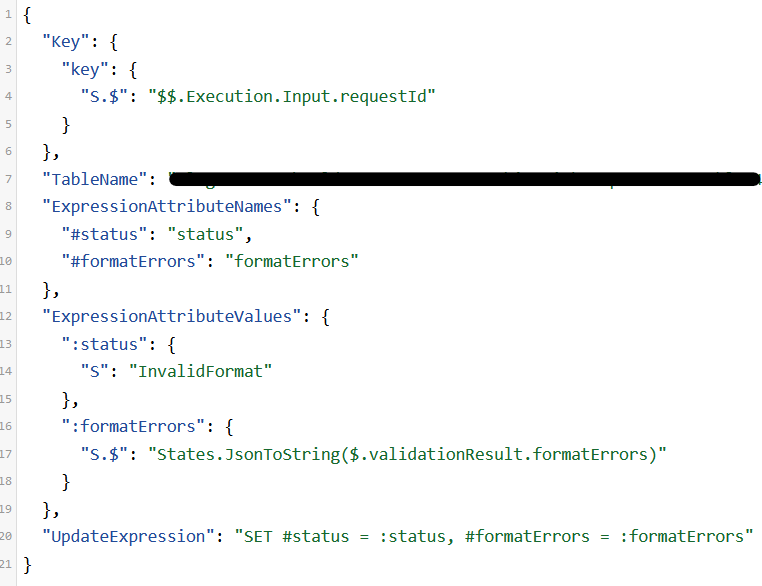 1 {
2 "Key": {
3 "key": {
4 "S.$": "$$.Execution.Input.requestId"
5 }
6 },
7 "TableName":
8 "ExpressionAttributeNames": {
9 "#status": "status",
10 "#formatErrors": "formatErrors"
11 },
12 "ExpressionAttributeValues": {
13 ":status": {
14 "S": "InvalidFormat"
15 },
16 ":formatErrors": {
17 "S.$": "States.JsonToString($.validationResult.formatErrors)"
18 }
19 },
20 "UpdateExpression": "SET #status = :status, #formatErrors = :formatErrors"
21 }